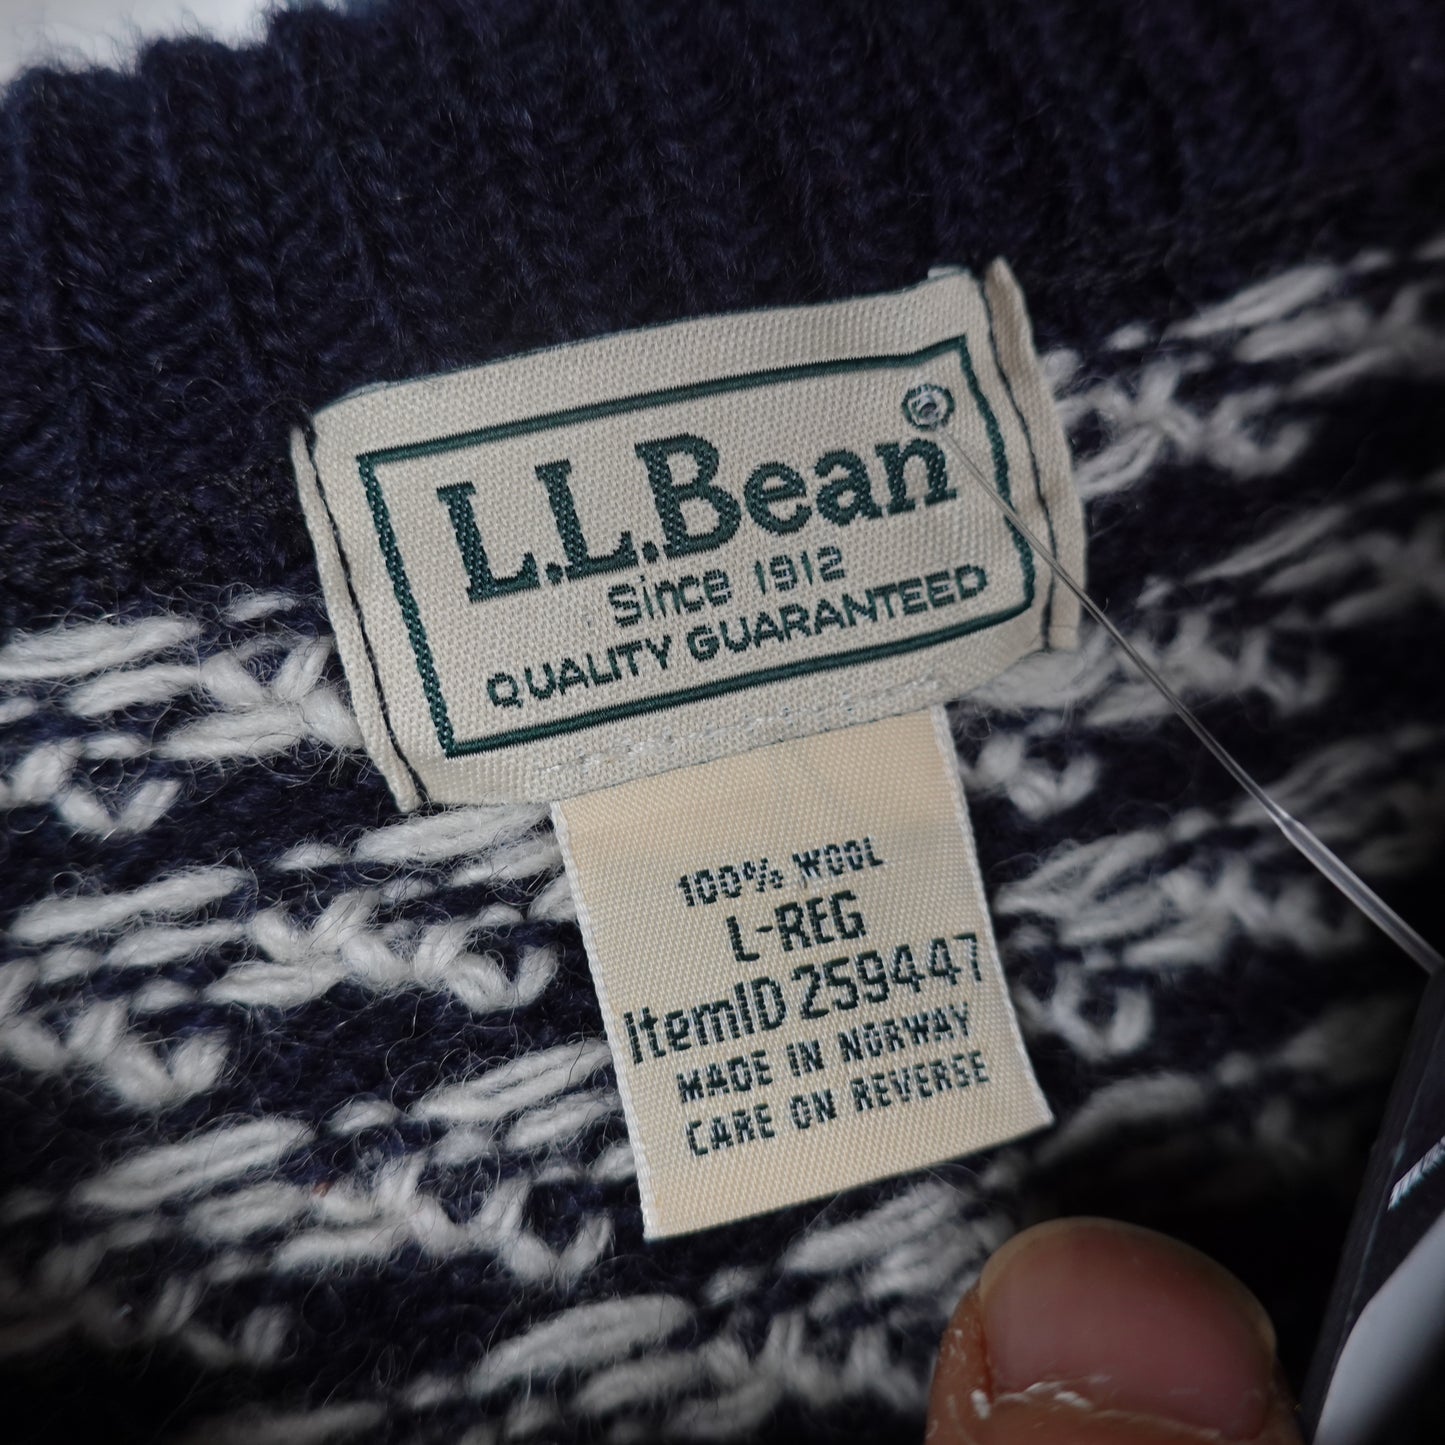 L.L.Bean®
Since 1912
QUALITY GUARANTEED
100% WOOL
L-REG
ItemID 259447
MADE IN NORWAY
CARE ON REVERSE